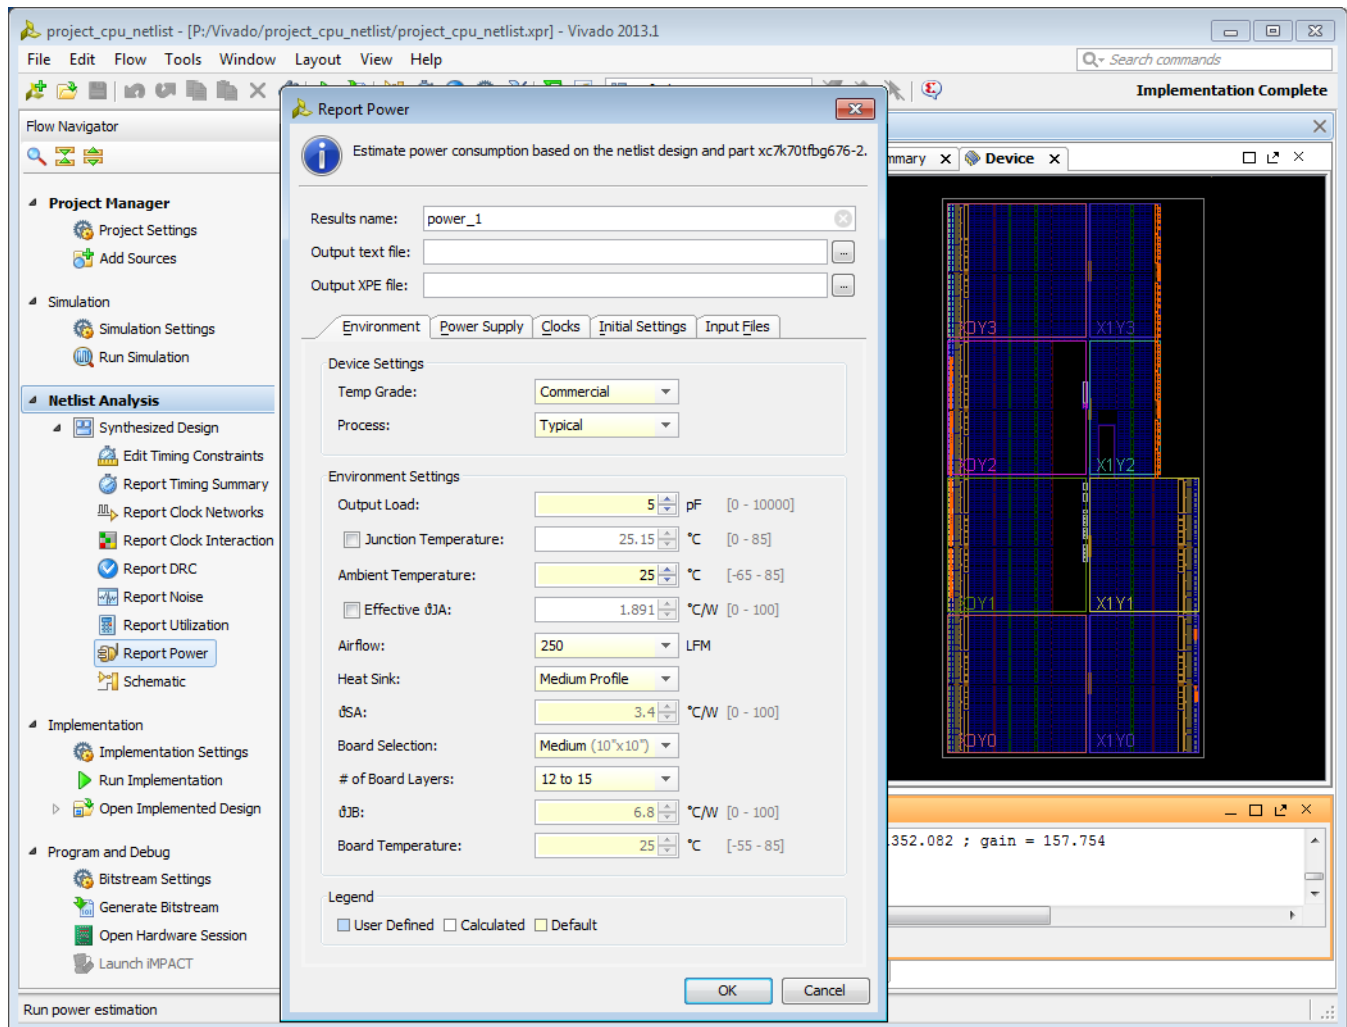 project_cpu_netlist - [P:/Vivado/project_cpu_netlist/project_cpu_netlist.xpr] - Vivado 2013.1
File Edit Flow Tools Window Layout View Help
Search commands
Implementation Complete
Flow Navigator
Project Manager
Project Settings
Add Sources
Simulation
Simulation Settings
Run Simulation
Netlist Analysis
Synthesized Design
Edit Timing Constraints
Report Timing Summary
Report Clock Networks
Report Clock Interaction
Report DRC
Report Noise
Report Utilization
Report Power
Schematic
Implementation
Implementation Settings
Run Implementation
Open Implemented Design
Program and Debug
Bitstream Settings
Generate Bitstream
Open Hardware Session
Launch iMPACT
Run power estimation
Report Power
Estimate power consumption based on the netlist design and part xc7k70tfbg676-2.
Results name: power_1
Output text file: ...
Output XPE file: ...
Environment Power Supply Clocks Initial Settings Input Files
Device Settings
Temp Grade: Commercial
Process: Typical
Environment Settings
Output Load: 5 pF [0 - 10000]
Junction Temperature: 25.15 °C [0 - 85]
Ambient Temperature: 25 °C [-65 - 85]
Effective ϑJA: 1.891 °C/W [0 - 100]
Airflow: 250 LFM
Heat Sink: Medium Profile
ϑSA: 3.4 °C/W [0 - 100]
Board Selection: Medium (10"x10")
# of Board Layers: 12 to 15
ϑJB: 6.8 °C/W [0 - 100]
Board Temperature: 25 °C [-55 - 85]
Legend
User Defined Calculated Default
OK Cancel
mmary Device
X0Y3 X1Y3
X0Y2 X1Y2
X0Y1 X1Y1
X0Y0 X1Y0
352.082 ; gain = 157.754